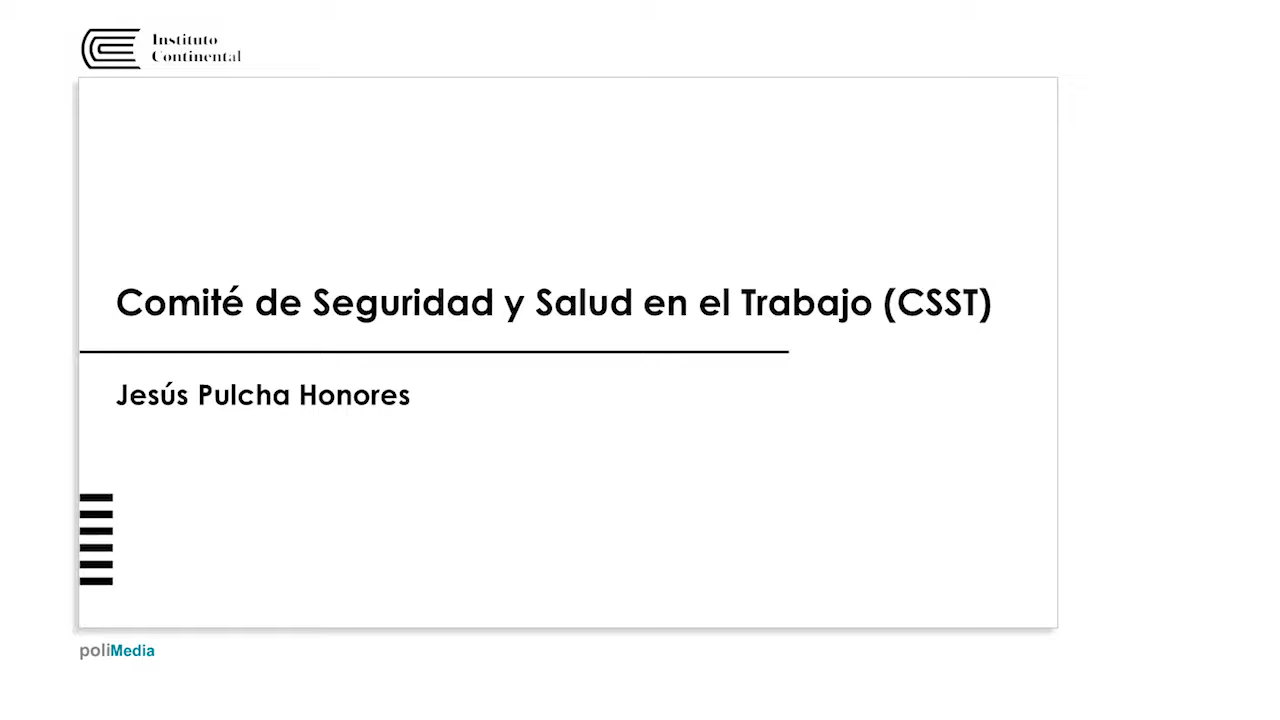 Instituto
Continental
Comité de Seguridad y Salud en el Trabajo (CSST)
Jesús Pulcha Honores
poliMedia